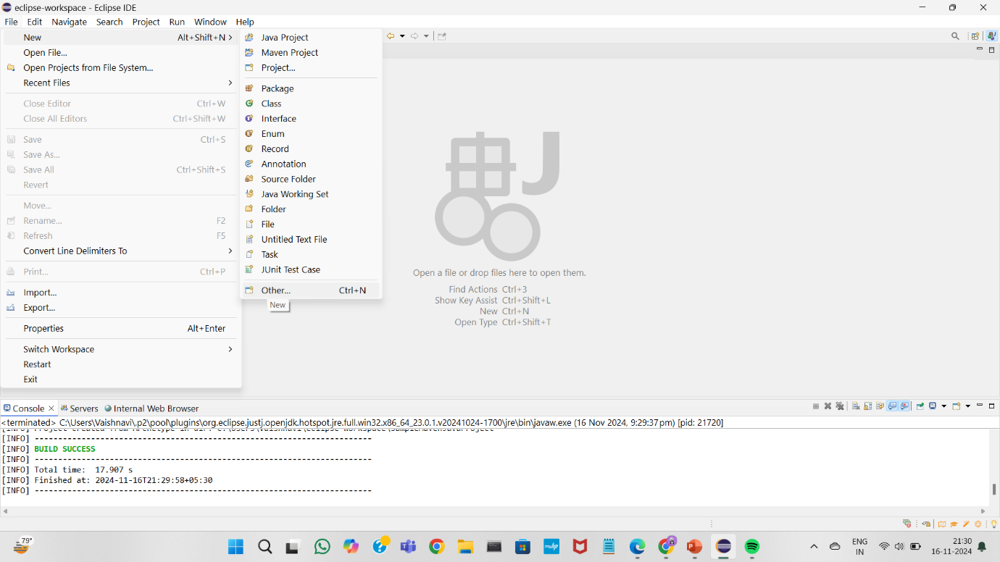 eclipse-workspace - Eclipse IDE
File Edit Navigate Search Project Run Window Help
New Alt+Shift+N
Open File...
Open Projects from File System...
Recent Files
Close Editor Ctrl+W
Close All Editors Ctrl+Shift+W
Save Ctrl+S
Save As...
Save All Ctrl+Shift+S
Revert
Move...
Rename... F2
Refresh F5
Convert Line Delimiters To
Print... Ctrl+P
Import...
Export...
Properties Alt+Enter
Switch Workspace
Restart
Exit
Java Project
Maven Project
Project...
Package
Class
Interface
Enum
Record
Annotation
Source Folder
Java Working Set
Folder
File
Untitled Text File
Task
JUnit Test Case
Other... Ctrl+N
New
Open a file or drop files here to open them.
Find Actions Ctrl+3
Show Key Assist Ctrl+Shift+L
New Ctrl+N
Open Type Ctrl+Shift+T
Console Servers Internal Web Browser
<terminated> C:\Users\Vaishnavi\.p2\pool\plugins\org.eclipse.justj.openjdk.hotspot.jre.full.win32.x86_64_23.0.1.v20241024-1700\jre\bin\javaw.exe (16 Nov 2024, 9:29:37 pm) [pid: 21720]
[INFO] ------------------------------------------------------------------------
[INFO] BUILD SUCCESS
[INFO] ------------------------------------------------------------------------
[INFO] Total time:  17.907 s
[INFO] Finished at: 2024-11-16T21:29:58+05:30
[INFO] ------------------------------------------------------------------------
79°
ENG
IN
21:30
16-11-2024